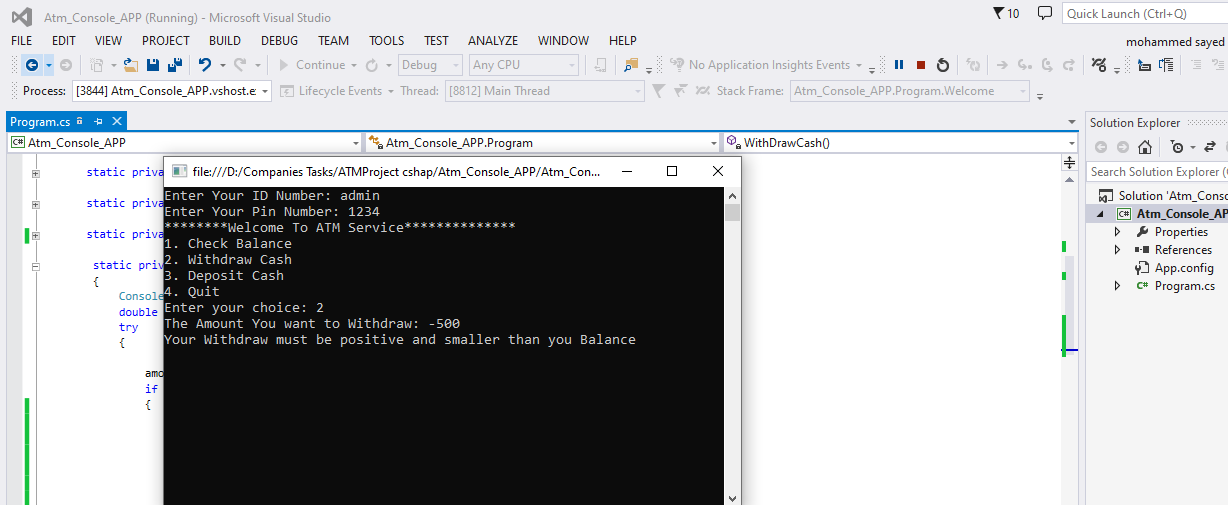 Atm_Console_APP (Running) - Microsoft Visual Studio
10
Quick Launch (Ctrl+Q)
FILE EDIT VIEW PROJECT BUILD DEBUG TEAM TOOLS TEST ANALYZE WINDOW HELP
mohammed sayed
Continue Debug Any CPU No Application Insights Events
Process: [3844] Atm_Console_APP.vshost.e Lifecycle Events Thread: [8812] Main Thread Stack Frame: Atm_Console_APP.Program.Welcome
Program.cs
Atm_Console_APP Atm_Console_APP.Program WithDrawCash()
static priva
static priva
static priva
static priv
{
Console
double
try
{
amo
if
{
file:///D:/Companies Tasks/ATMProject cshap/Atm_Console_APP/Atm_Con...
Enter Your ID Number: admin
Enter Your Pin Number: 1234
********Welcome To ATM Service**************
1. Check Balance
2. Withdraw Cash
3. Deposit Cash
4. Quit
Enter your choice: 2
The Amount You want to Withdraw: -500
Your Withdraw must be positive and smaller than you Balance
Solution Explorer
Search Solution Explorer (
Solution 'Atm_Conso
Atm_Console_AP
Properties
References
App.config
C# Program.cs